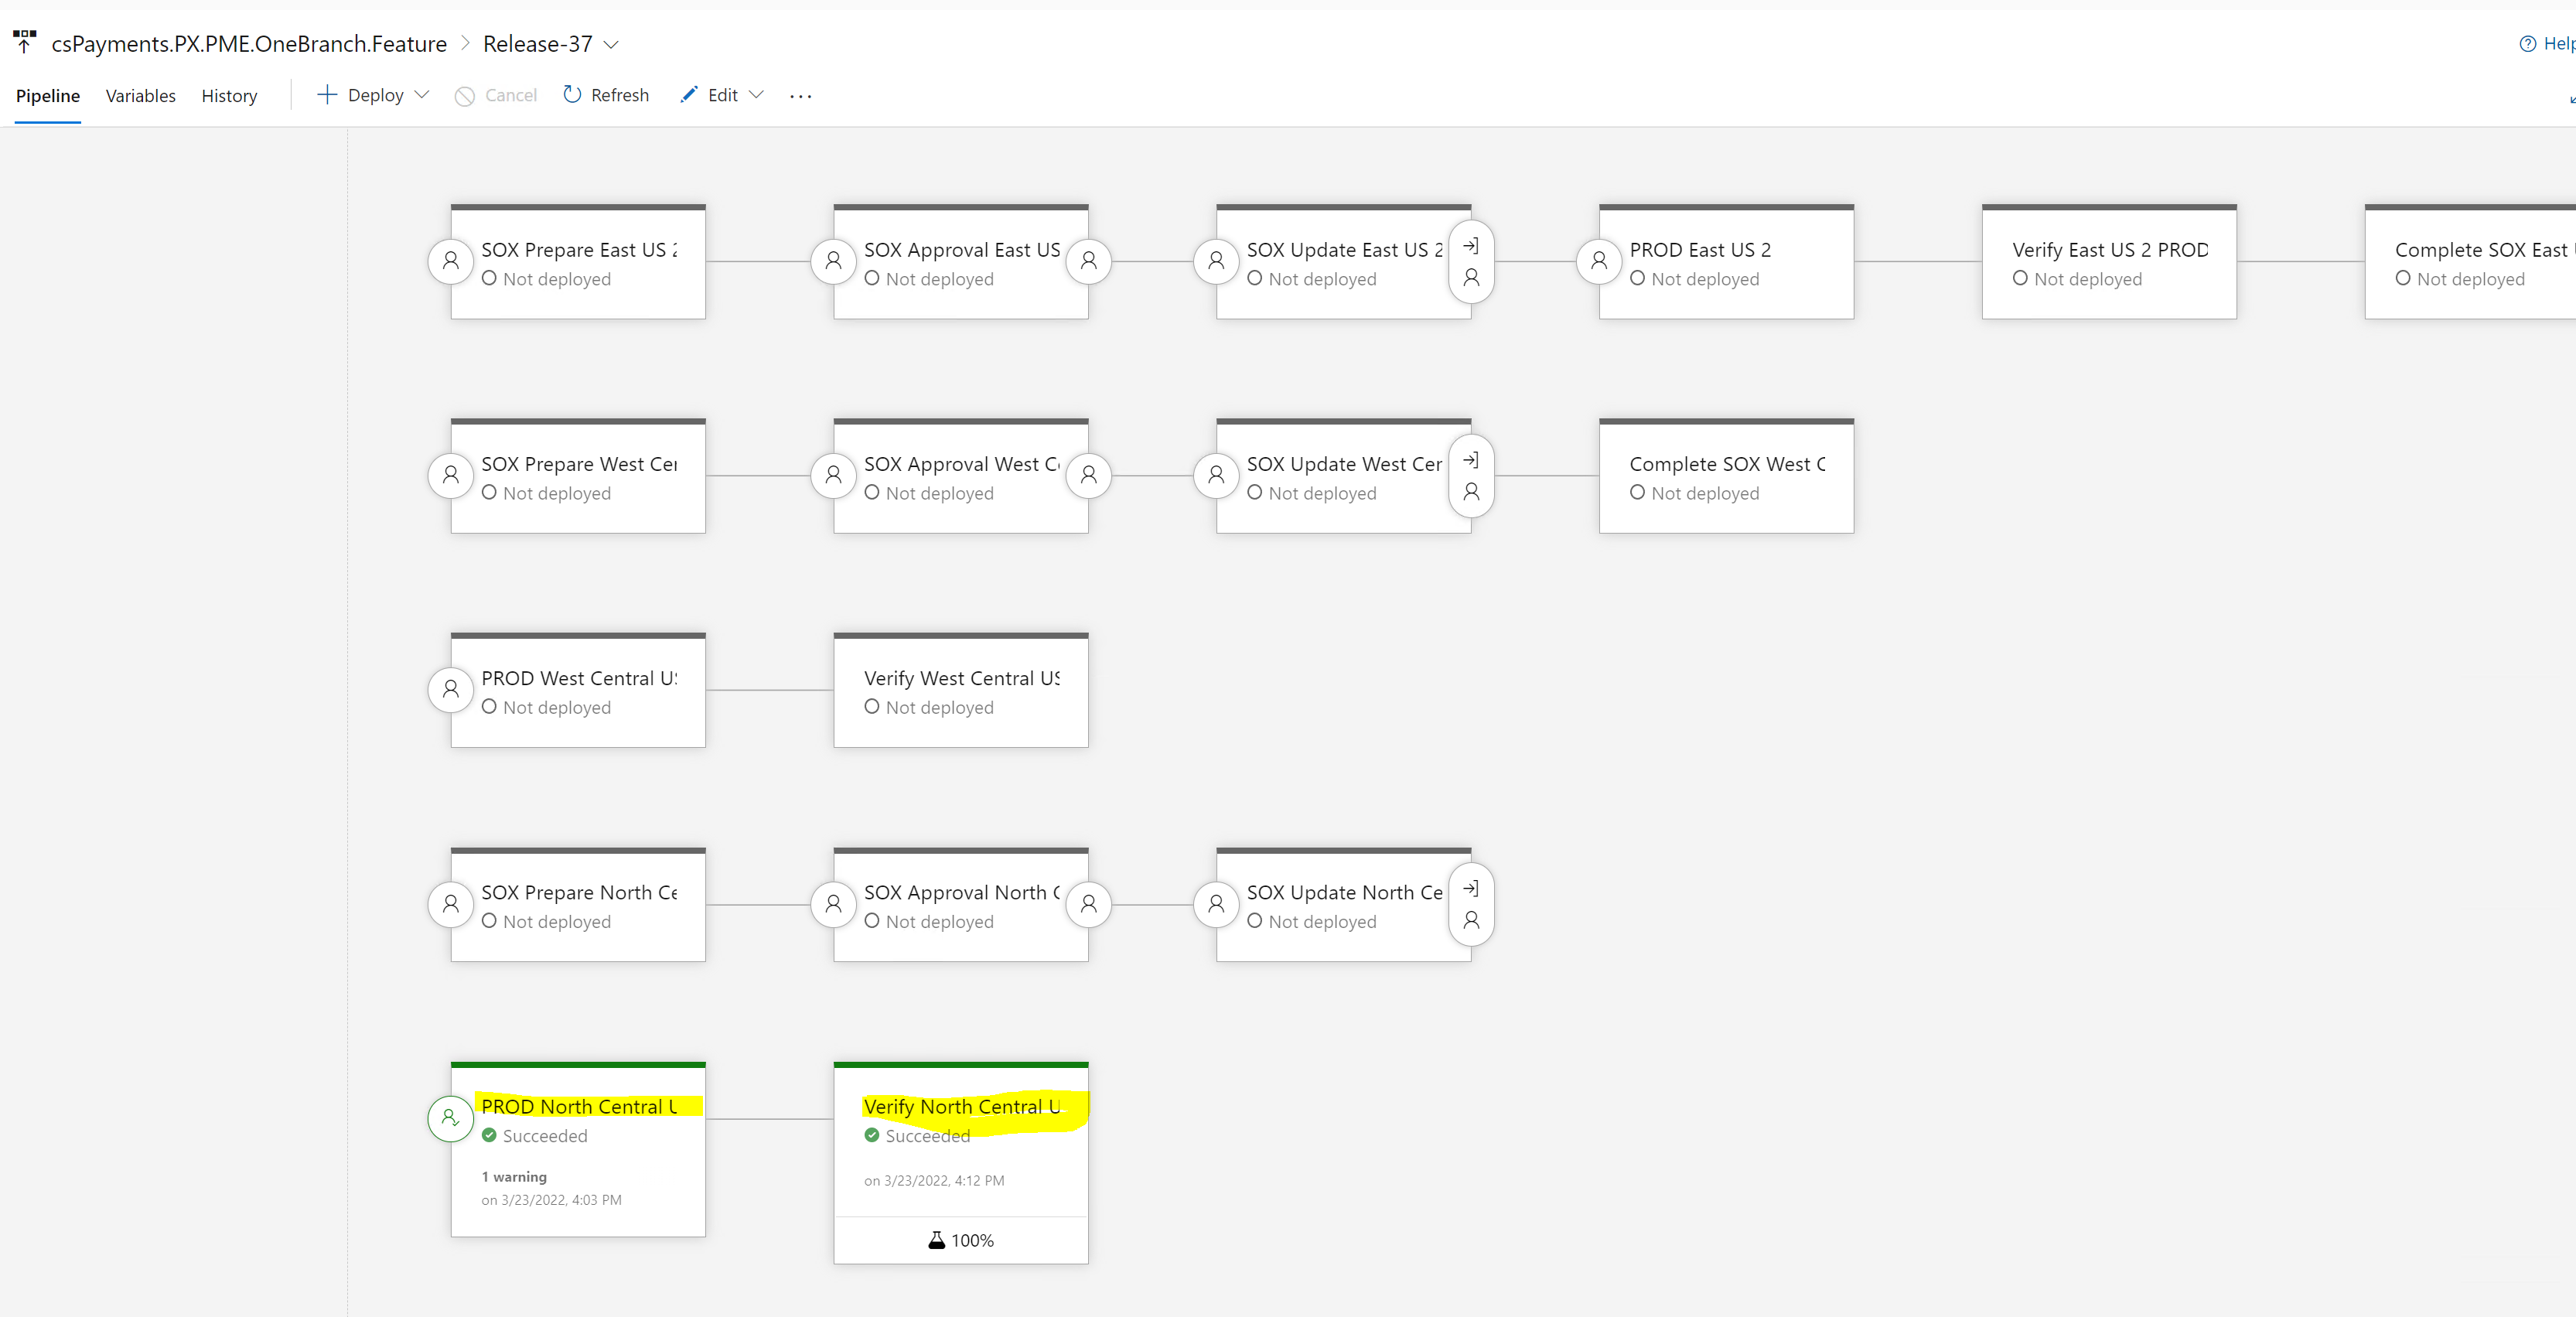 csPayments.PX.PME.OneBranch.Feature > Release-37
Help
Pipeline Variables History Deploy Cancel Refresh Edit ...
SOX Prepare East US 2
Not deployed
SOX Approval East US
Not deployed
SOX Update East US 2
Not deployed
PROD East US 2
Not deployed
Verify East US 2 PROD
Not deployed
Complete SOX East
Not deployed
SOX Prepare West Cer
Not deployed
SOX Approval West C
Not deployed
SOX Update West Cer
Not deployed
Complete SOX West C
Not deployed
PROD West Central US
Not deployed
Verify West Central US
Not deployed
SOX Prepare North Ce
Not deployed
SOX Approval North C
Not deployed
SOX Update North Ce
Not deployed
PROD North Central U
Succeeded
1 warning
on 3/23/2022, 4:03 PM
Verify North Central U
Succeeded
on 3/23/2022, 4:12 PM
100%